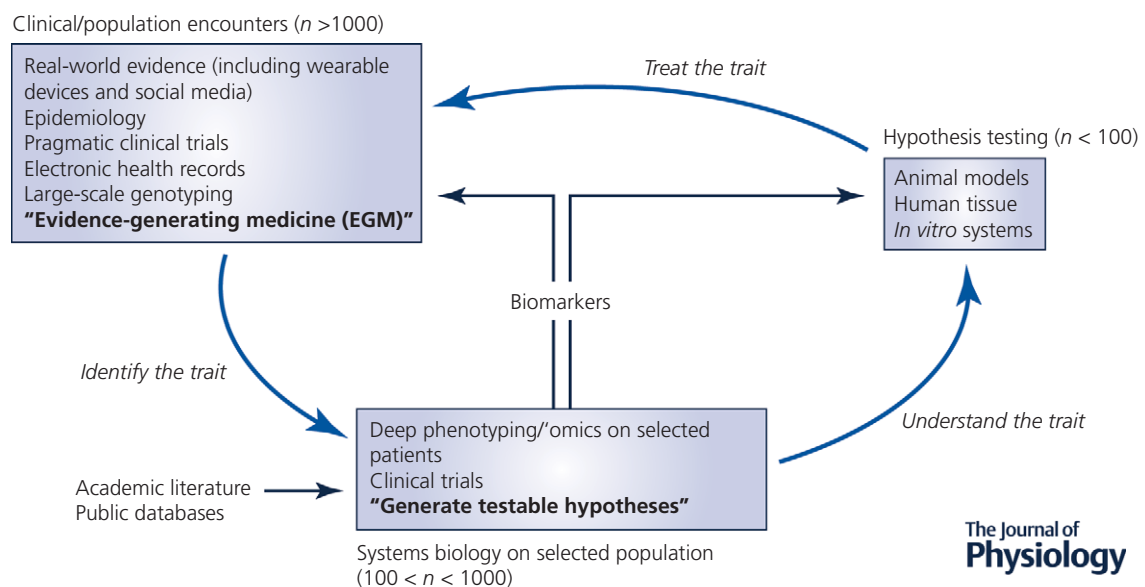 Clinical/population encounters (n >1000)
Real-world evidence (including wearable
devices and social media)
Epidemiology
Pragmatic clinical trials
Electronic health records
Large-scale genotyping
“Evidence-generating medicine (EGM)”
Treat the trait
Hypothesis testing (n < 100)
Animal models
Human tissue
In vitro systems
Biomarkers
Identify the trait
Understand the trait
Deep phenotyping/‘omics on selected
patients
Clinical trials
“Generate testable hypotheses”
Academic literature
Public databases
Systems biology on selected population
(100 < n < 1000)
The Journal of
Physiology